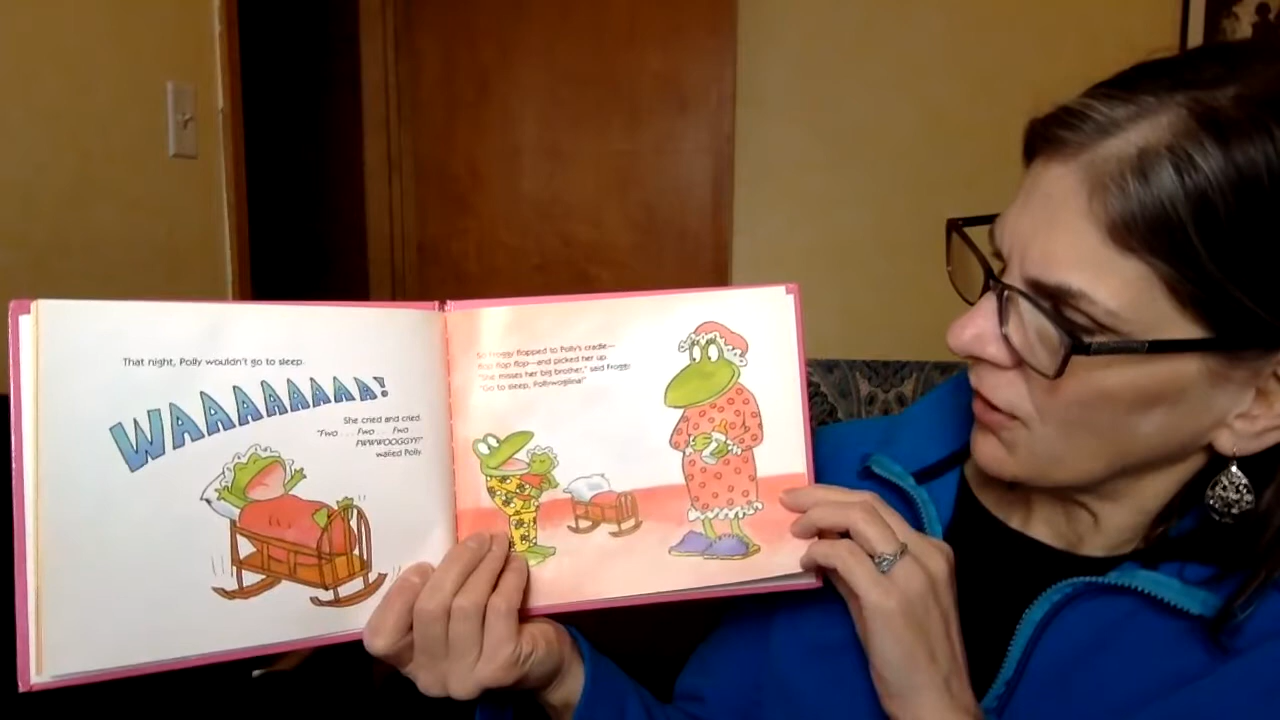 That night, Polly wouldn't go to sleep.
WAAAAAAAA!
She cried and cried.
"Fwo . . . fwo . . . fwo
FWWWOOGGYY!"
wailed Polly.
So Froggy flopped to Polly's cradle—
flop flop flop—and picked her up.
"She misses her big brother," said Froggy.
"Go to sleep, Pollywogilina!"